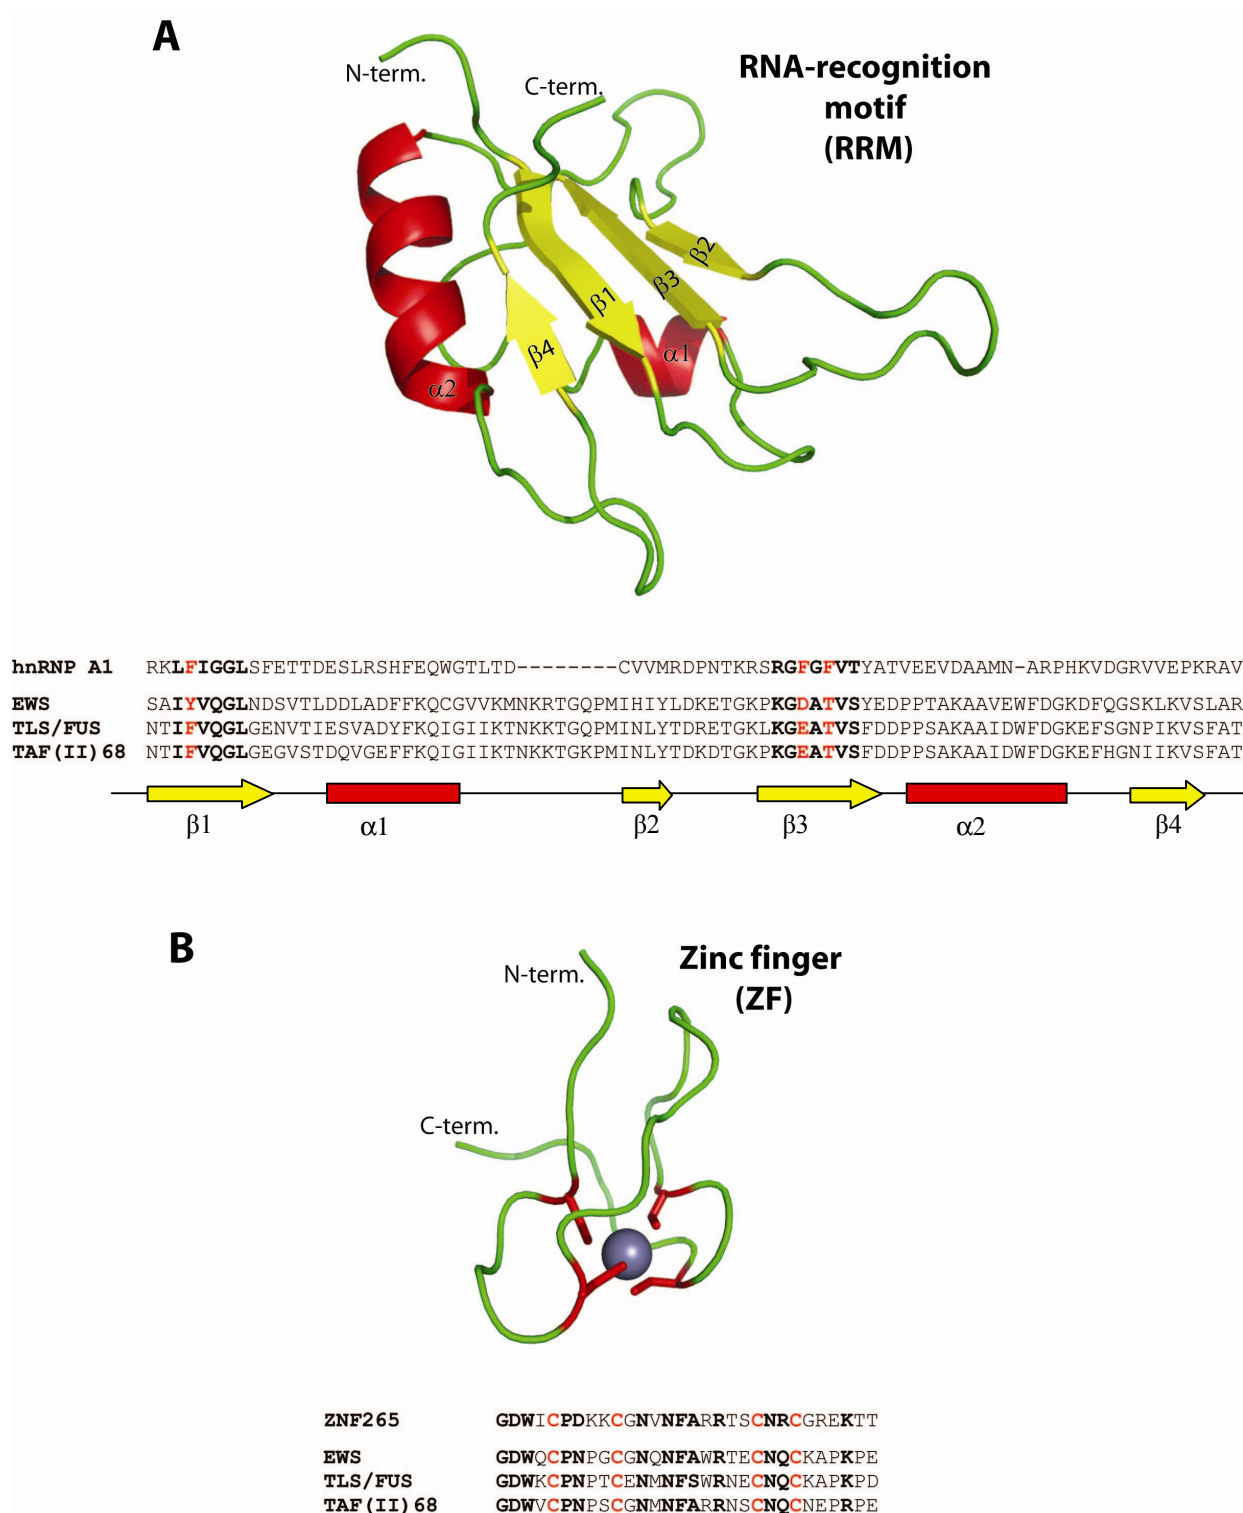 A
N-term.
C-term.
RNA-recognition
motif
(RRM)
β2
β3
β1
β4
α1
α2
hnRNP A1 RKLFIGGLSFETTDESLRSHFEQWGTLTD--------CVVMRDPNTKRSRGFGFVTYATVEEVDAAMN-ARPHKVDGRVVEPKRAV
EWS SAIYVQGLNDSVTLDDLADFFKQCGVVKMNKRTGQPMIHIYLDKETGKPKGDATVSYEDPPTAKAAVEWFDGKDFQGSKLKVSLAR
TLS/FUS NTIFVQGLGENVTIESVADYFKQIGIIKTNKKTGQPMINLYTDRETGKLKGEATVSFDDPPSAKAAIDWFDGKEFSGNPIKVSFAT
TAF(II)68 NTIFVQGLGEGVSTDQVGEFFKQIGIIKTNKKTGKPMINLYTDKDTGKPKGEATVSFDDPPSAKAAIDWFDGKEFHGNIIKVSFAT
β1 α1 β2 β3 α2 β4
B
Zinc finger
(ZF)
N-term.
C-term.
ZNF265 GDWICPDKKCGNVNFARRTSCNRCGREKTT
EWS GDWQCPNPGCGNQNFAWRTECNQCKAPKPE
TLS/FUS GDWKCPNPTCENMNFSWRNECNQCKAPKPD
TAF(II)68 GDWVCPNPSCGNMNFARRNSCNQCNEPRPE